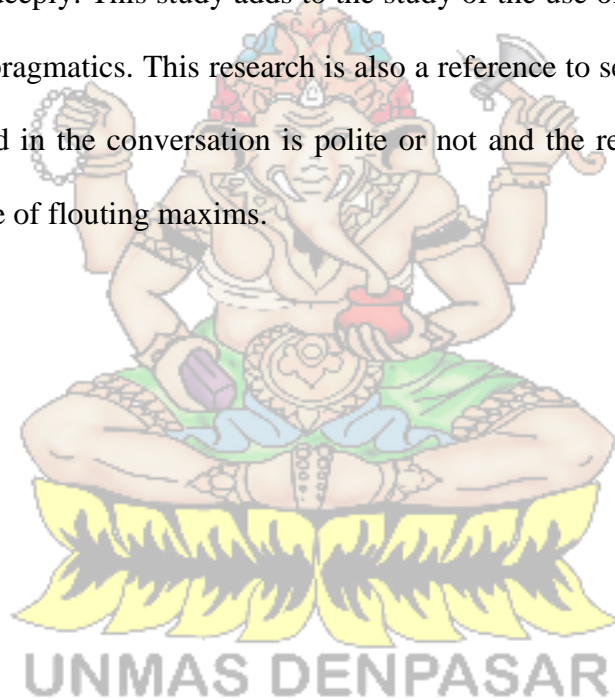 deeply. This study adds to the study of the use o
pragmatics. This research is also a reference to s
d in the conversation is polite or not and the re
e of flouting maxims.
UNMAS DENPASAR